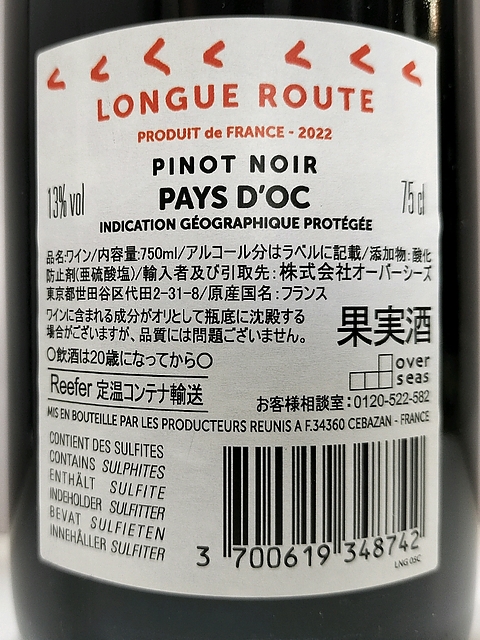 LONGUE ROUTE
PRODUIT de FRANCE - 2022
PINOT NOIR
13% vol
PAYS D'OC
75 cl
INDICATION GÉOGRAPHIQUE PROTÉGÉE
品名:ワイン/内容量:750ml/アルコール分はラベルに記載/添加物:酸化
防止剤(亜硫酸塩)/輸入者及び引取先:株式会社オーバーシーズ
東京都世田谷区代田2-31-8/原産国名:フランス
ワインに含まれる成分がオリとして瓶底に沈殿する
場合がございますが、品質には問題ございません。
果実酒
○飲酒は20歳になってから○
over
seas
Reefer 定温コンテナ輸送
お客様相談室:0120-522-582
MIS EN BOUTEILLE PAR LES PRODUCTEURS REUNIS A F.34360 CEBAZAN - FRANCE
CONTIENT DES SULFITES
CONTAINS SULPHITES
ENTHÄLT SULFITE
INDEHOLDER SULFITTER
BEVAT SULFIETEN
INNEHÅLLER SULFITER
3 700619 348742
LNG 05C